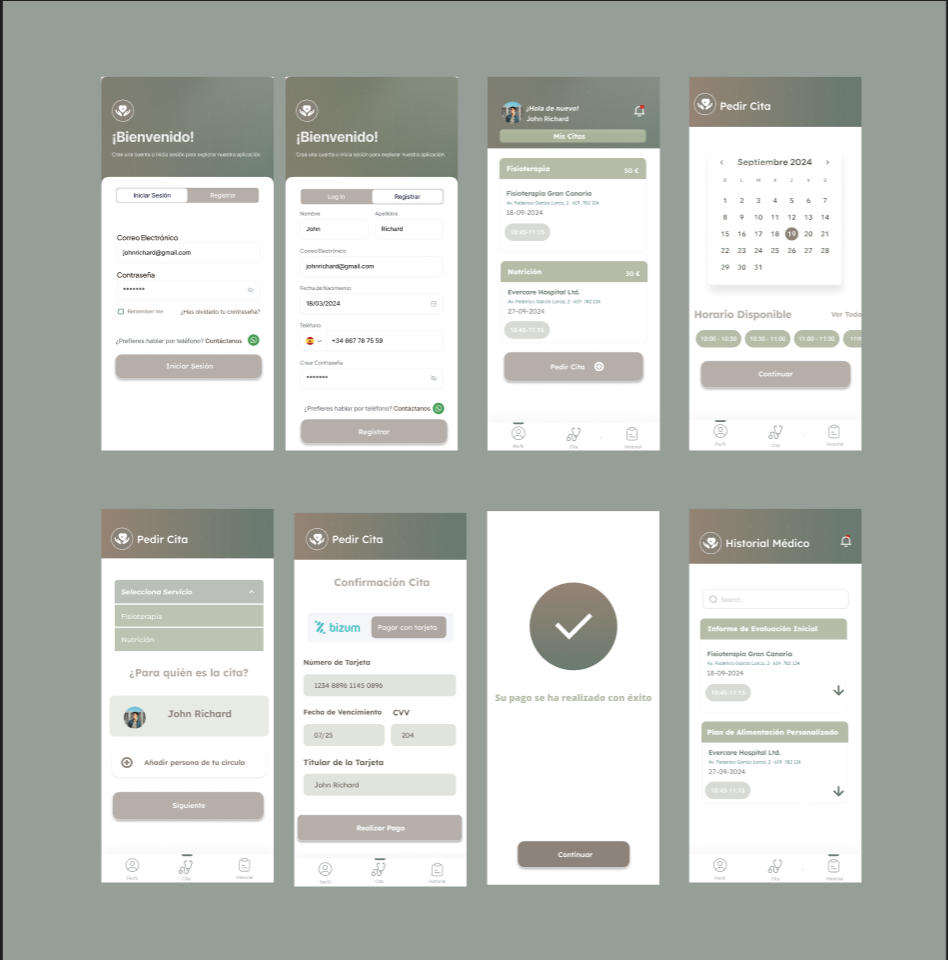 ¡Bienvenido!
Cree una cuenta o inicia sesión para explorar nuestra aplicación.
Iniciar Sesión Registrar
Correo Electrónico
johnrichard@gmail.com
Contraseña
*******
Remember me ¿Has olvidado tu contraseña?
¿Prefieres hablar por teléfono? Contáctanos
Iniciar Sesión
¡Bienvenido!
Cree una cuenta o inicia sesión para explorar nuestra aplicación.
Log In Registrar
Nombre Apellidos
John Richard
Correo Electrónico
johnrichard@gmail.com
Fecha de Nacimiento
18/03/2024
Teléfono
+34 667 78 75 59
Crear Contraseña
*******
¿Prefieres hablar por teléfono? Contáctanos
Registrar
¡Hola de nuevo!
John Richard
Mis Citas
Fisioterapia 50 €
Fisioterapia Gran Canaria
Av. Federico García Lorca, 2 · 619 782 124
18-09-2024
10:45-11:15
Nutrición 30 €
Evercare Hospital Ltd.
Av. Federico García Lorca, 2 · 619 782 124
27-09-2024
10:45-11:15
Pedir Cita
Perfil Cita Historial
Pedir Cita
‹ Septiembre 2024 ›
D L M X J V S
1 2 3 4 5 6 7
8 9 10 11 12 13 14
15 16 17 18 19 20 21
22 23 24 25 26 27 28
29 30 31
Horario Disponible Ver Todo
10:00 - 10:30 10:30 - 11:00 11:00 - 11:30
Continuar
Perfil Cita Historial
Pedir Cita
Selecciona Servicio
Fisioterapia
Nutrición
¿Para quién es la cita?
John Richard
Añadir persona de tu circulo
Siguiente
Perfil Cita Historial
Pedir Cita
Confirmación Cita
bizum Pagar con tarjeta
Número de Tarjeta
1234 8896 1145 0896
Fecha de Vencimiento CVV
07/25 204
Titular de la Tarjeta
John Richard
Realizar Pago
Perfil Cita Historial
Su pago se ha realizado con éxito
Continuar
Historial Médico
Search...
Informe de Evaluación Inicial
Fisioterapia Gran Canaria
Av. Federico García Lorca, 2 · 619 782 124
18-09-2024
10:45-11:15
Plan de Alimentación Personalizado
Evercare Hospital Ltd.
Av. Federico García Lorca, 2 · 619 782 124
27-09-2024
10:45-11:15
Perfil Cita Historial